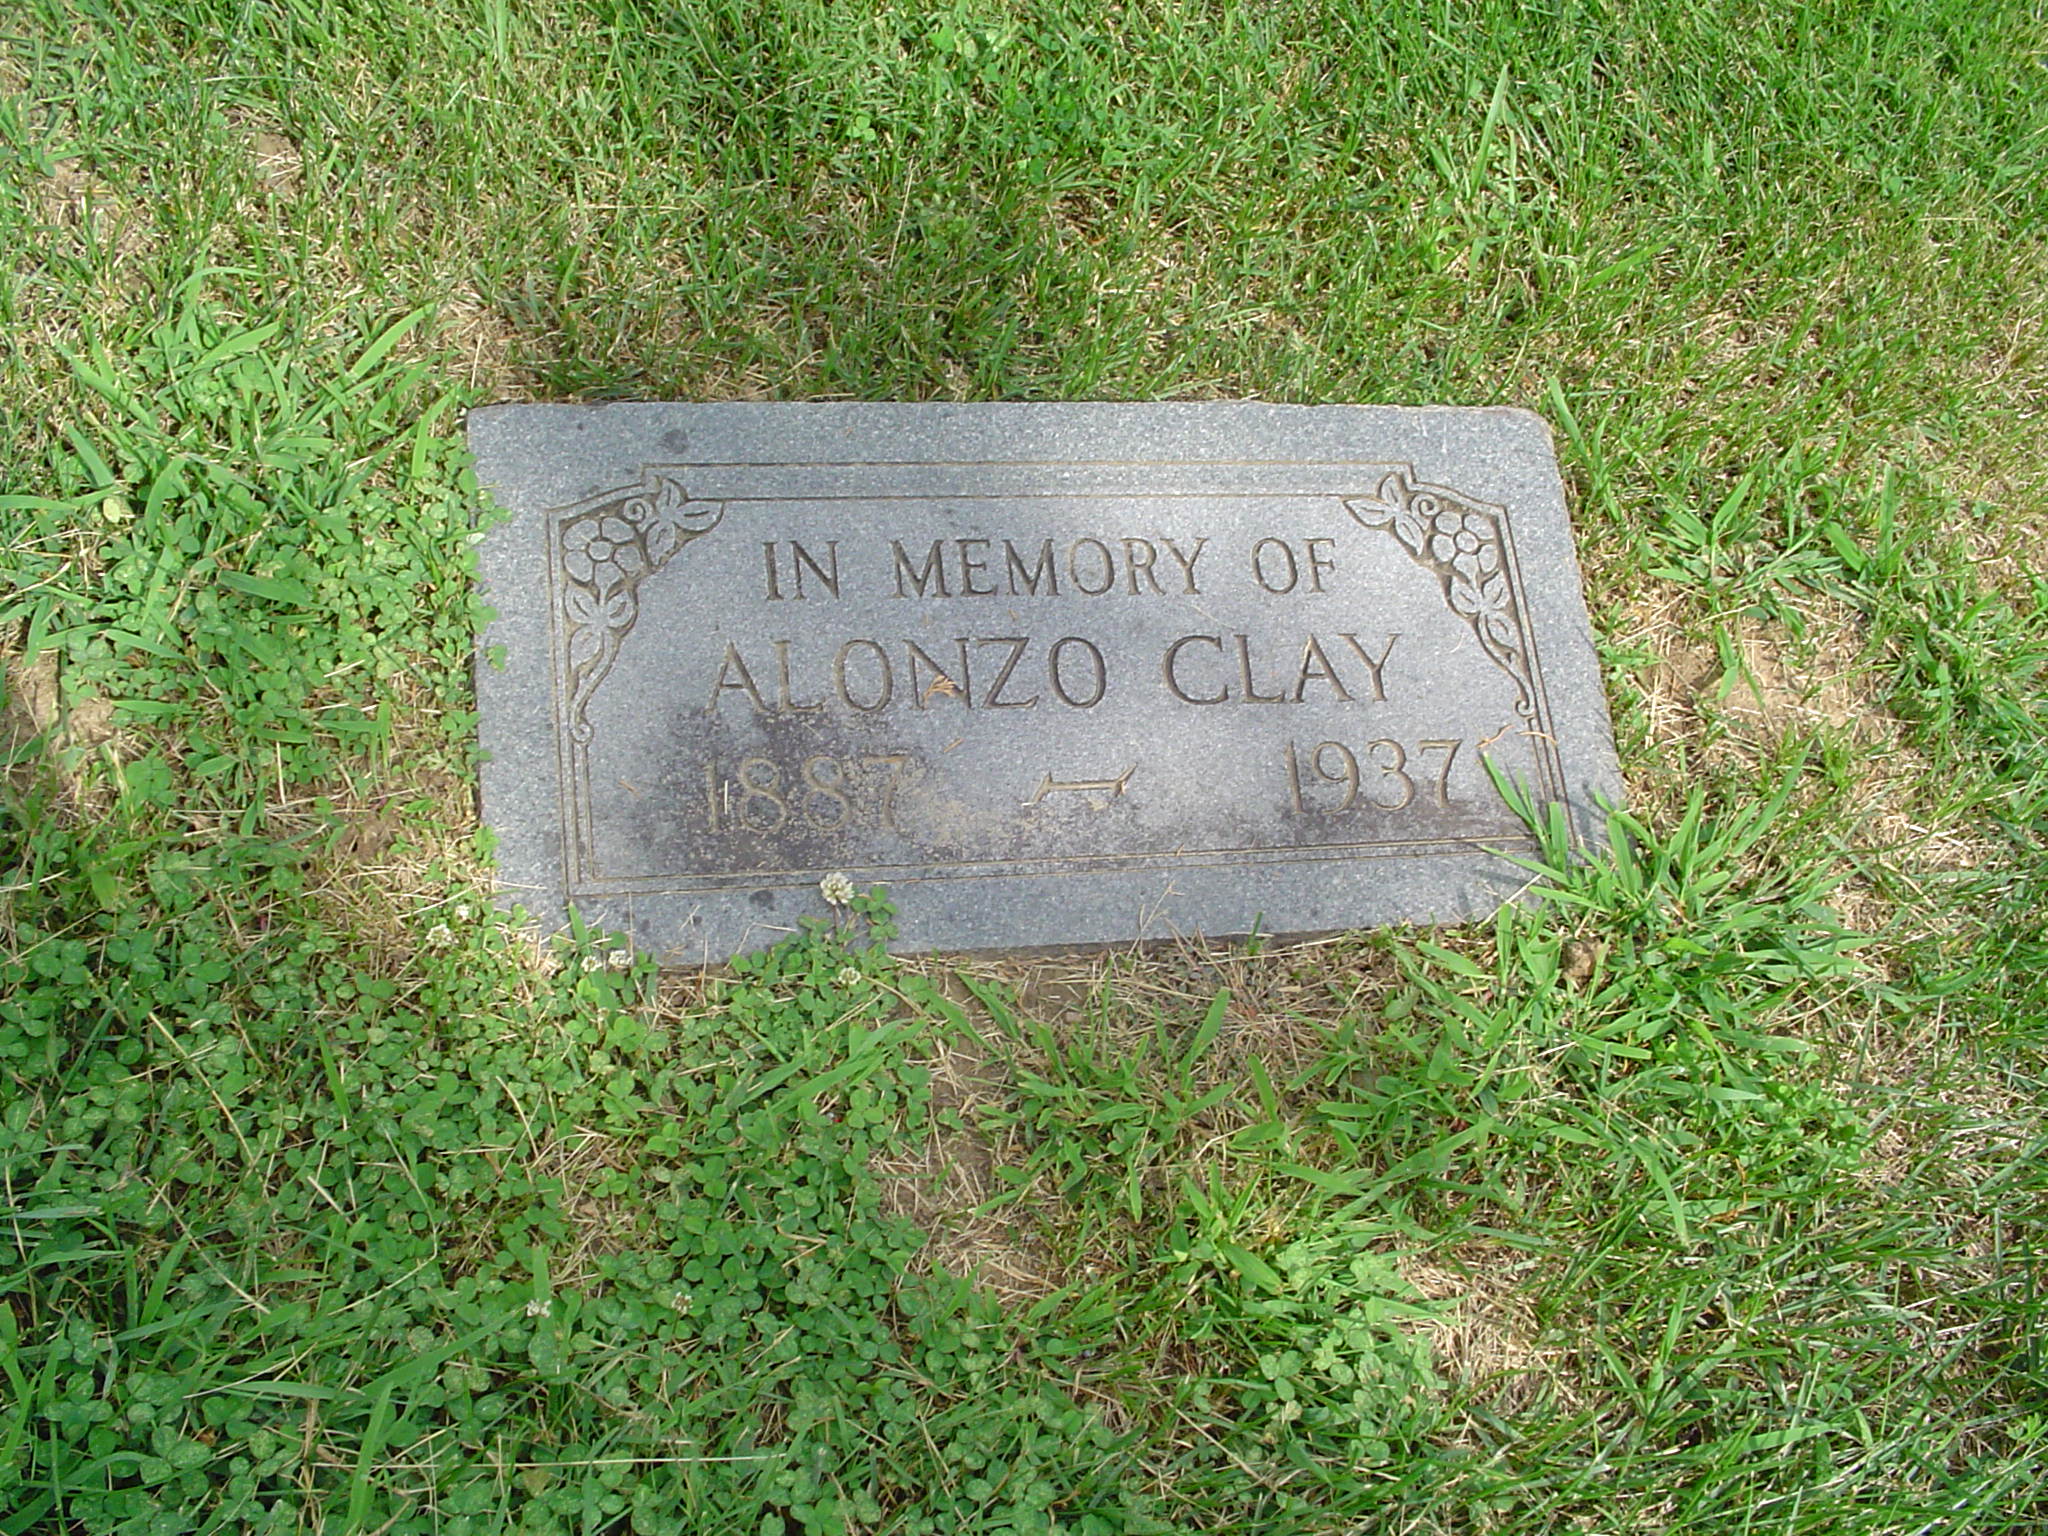 IN MEMORY OF
ALONZO CLAY
1887 — 1937